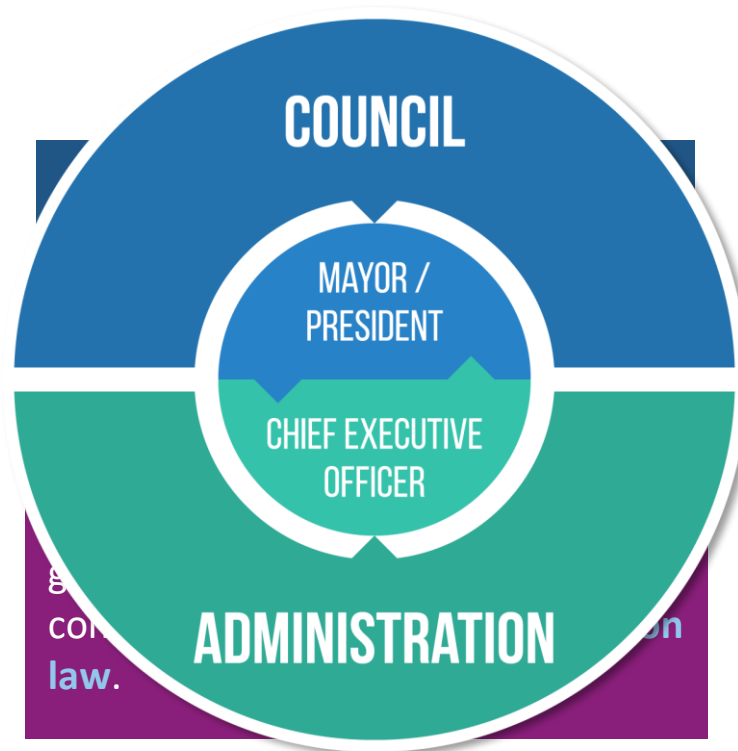 COUNCIL
MAYOR /
PRESIDENT
CHIEF EXECUTIVE
OFFICER
ADMINISTRATION
law.